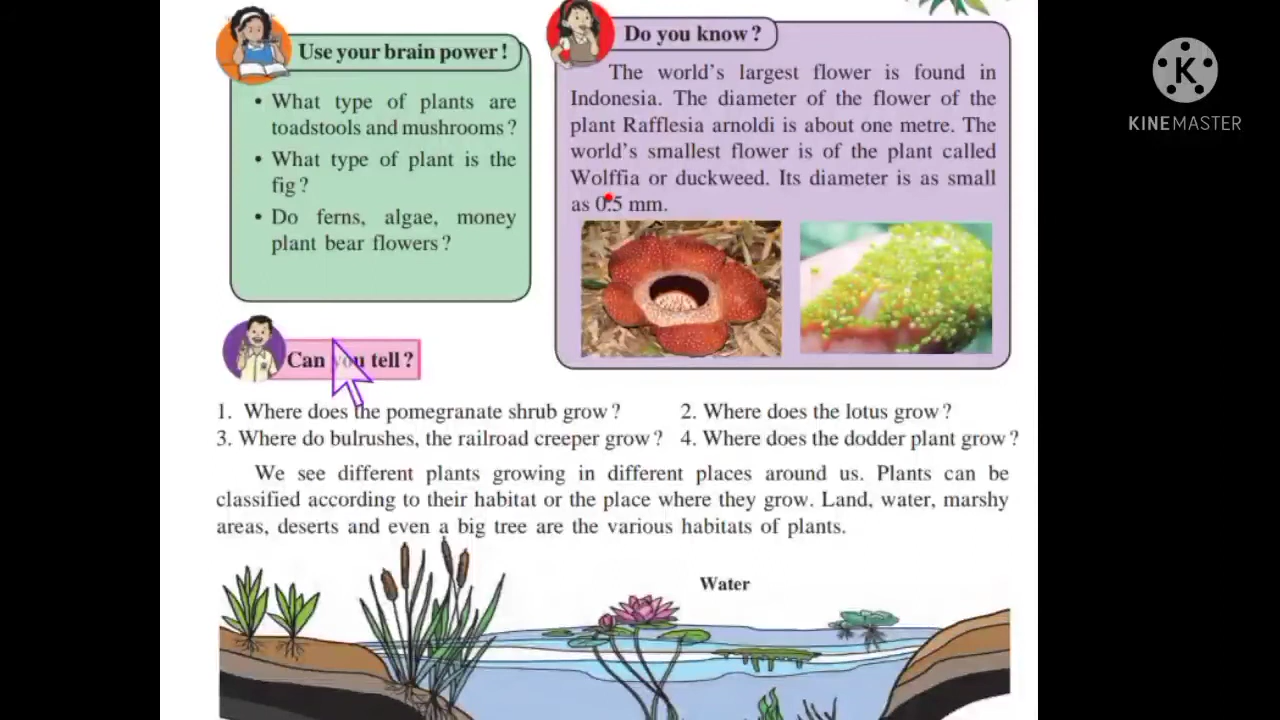 Use your brain power !
• What type of plants are
toadstools and mushrooms ?
• What type of plant is the
fig ?
• Do ferns, algae, money
plant bear flowers ?
Do you know ?
The world's largest flower is found in
Indonesia. The diameter of the flower of the
plant Rafflesia arnoldi is about one metre. The
world's smallest flower is of the plant called
Wolffia or duckweed. Its diameter is as small
as 0.5 mm.
K
KINEMASTER
Can you tell ?
1. Where does the pomegranate shrub grow ?
2. Where does the lotus grow ?
3. Where do bulrushes, the railroad creeper grow ?
4. Where does the dodder plant grow ?
We see different plants growing in different places around us. Plants can be
classified according to their habitat or the place where they grow. Land, water, marshy
areas, deserts and even a big tree are the various habitats of plants.
Water